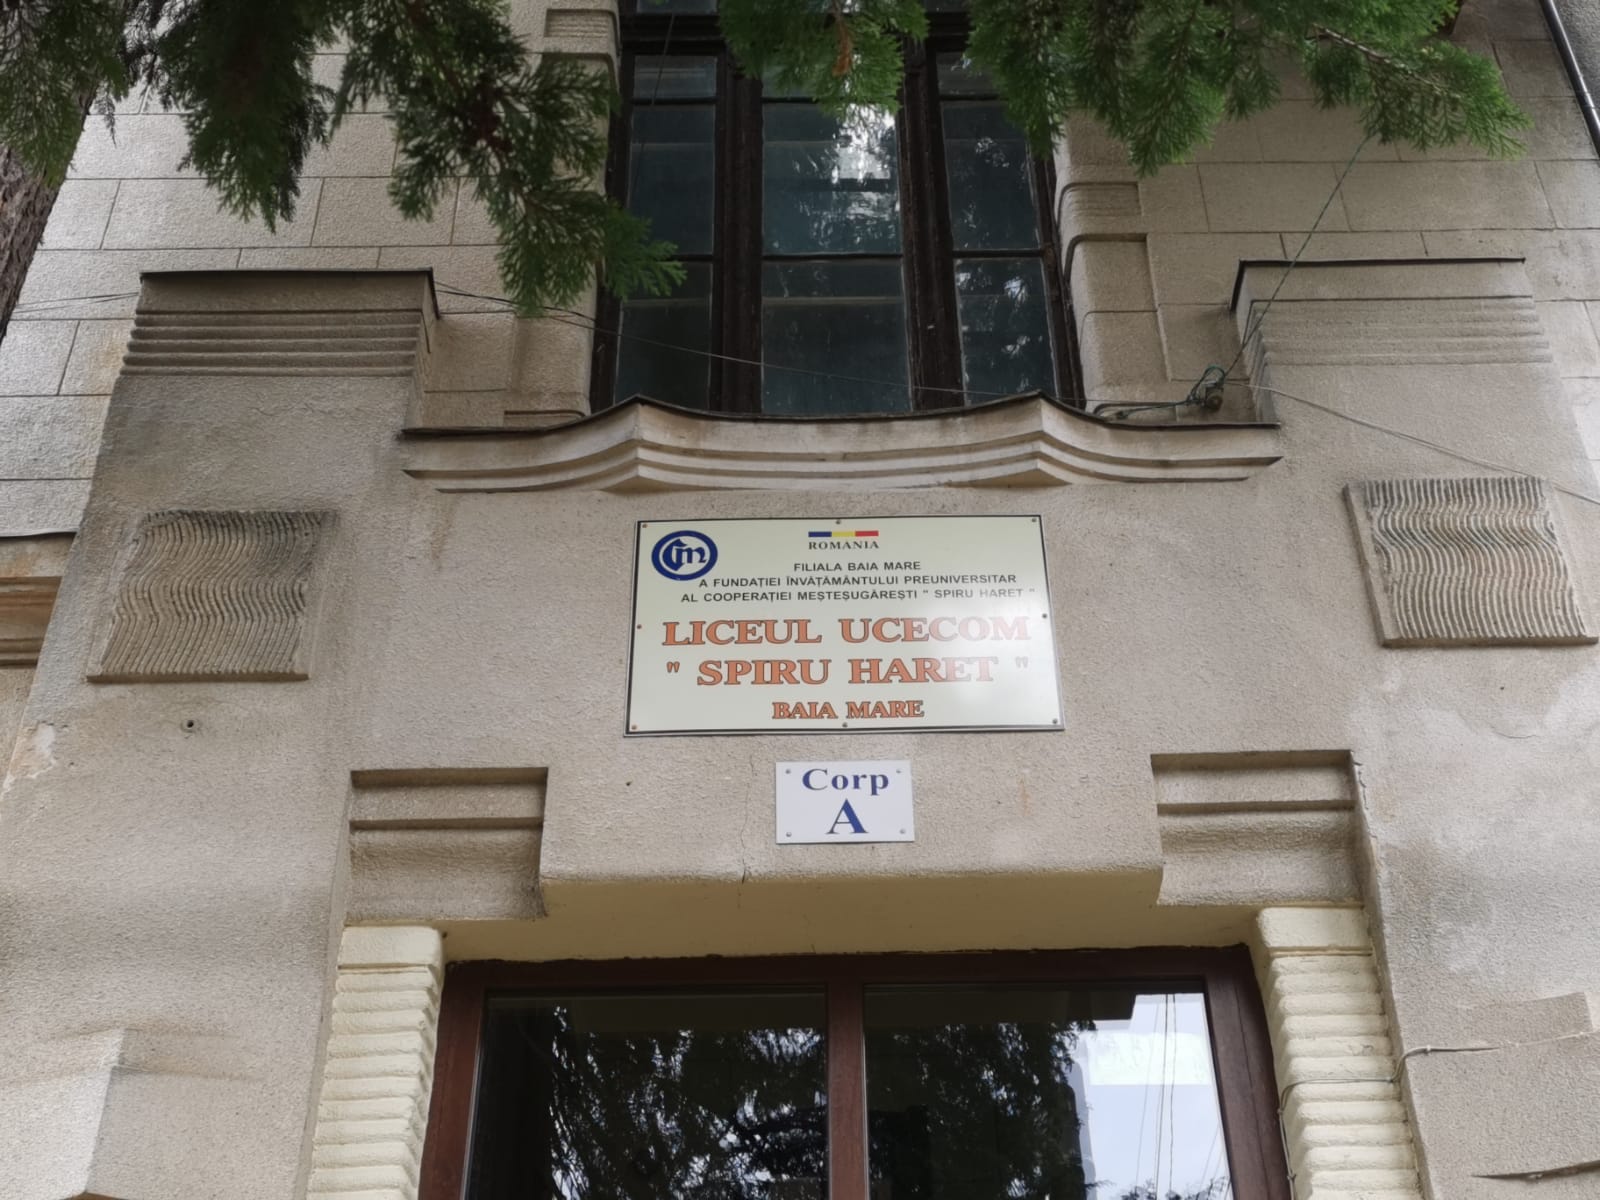 Cm
ROMANIA
FILIALA BAIA MARE
A FUNDAȚIEI ÎNVĂȚĂMÂNTULUI PREUNIVERSITAR
AL COOPERAȚIEI MEȘTEȘUGĂREȘTI " SPIRU HARET "
LICEUL UCECOM
" SPIRU HARET "
BAIA MARE
Corp
A